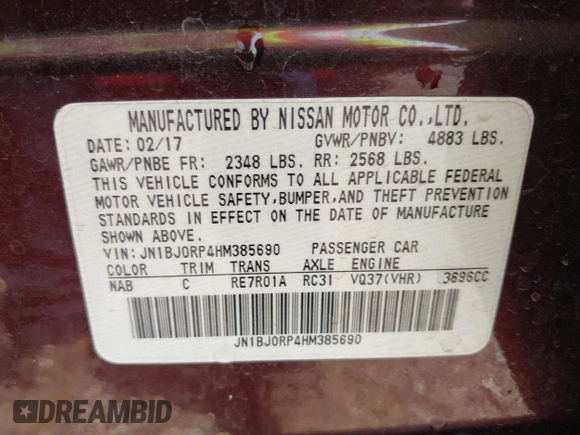 MANUFACTURED BY NISSAN MOTOR CO.,LTD.
DATE: 02/17 GVWR/PNBV: 4883 LBS.
GAWR/PNBE FR: 2348 LBS. RR: 2568 LBS.
THIS VEHICLE CONFORMS TO ALL APPLICABLE FEDERAL
MOTOR VEHICLE SAFETY,BUMPER,AND THEFT PREVENTION
STANDARDS IN EFFECT ON THE DATE OF MANUFACTURE
SHOWN ABOVE.
VIN:JN1BJ0RP4HM385690 PASSENGER CAR
COLOR TRIM TRANS AXLE ENGINE
NAB C RE7R01A RC31 VQ37(VHR) 3696CC
JN1BJ0RP4HM385690
DREAMBID